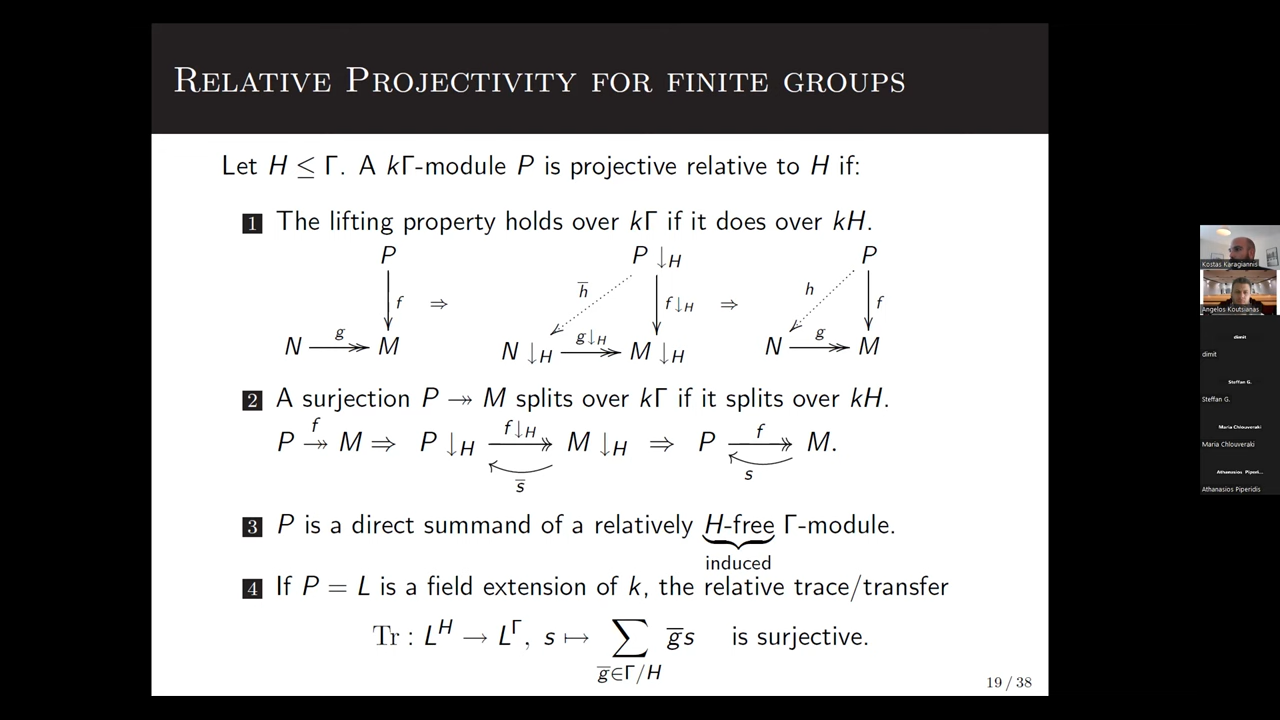 RELATIVE PROJECTIVITY FOR FINITE GROUPS
Let H ≤ Γ. A kΓ-module P is projective relative to H if:
1 The lifting property holds over kΓ if it does over kH.
P P ↓H P
h̅ h
f ⇒ f↓H ⇒ f
g g↓H g
N M N ↓H M ↓H N M
2 A surjection P ↠ M splits over kΓ if it splits over kH.
f f↓H f
P ↠ M ⇒ P ↓H M ↓H ⇒ P M.
s̅ s
3 P is a direct summand of a relatively H-free Γ-module.
induced
4 If P = L is a field extension of k, the relative trace/transfer
Tr : L^H → L^Γ, s ↦ ∑ g̅s is surjective.
g̅∈Γ/H
19 / 38
Kostas Karagiannis
Angelos Koutsianas
dimit
dimit
Steffan G.
Steffan G.
Maria Chlouveraki
Maria Chlouveraki
Athanasios Piperi...
Athanasios Piperidis